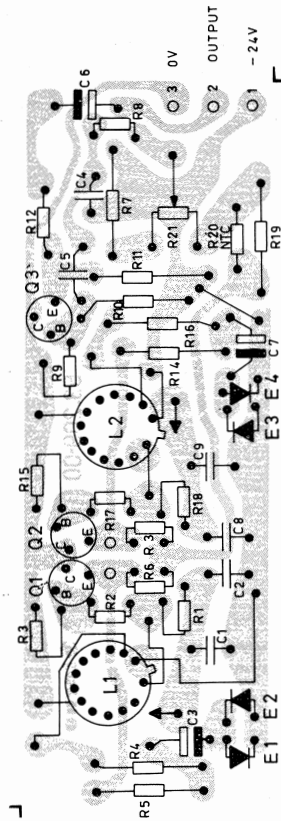 R3
Q1
Q2
R15
Q3
R12
C6
0V
B
C
E
B
C
E
C
E
B
R9
C5
C4
R8
3
L1
R2
R17
L2
R10
R11
R7
OUTPUT
2
R4
R5
R6
R 3
R14
R16
R21
-24V
1
C3
C1
R1
R18
C9
R20
NTC
R19
C2
C8
C7
E1
E2
E3
E4